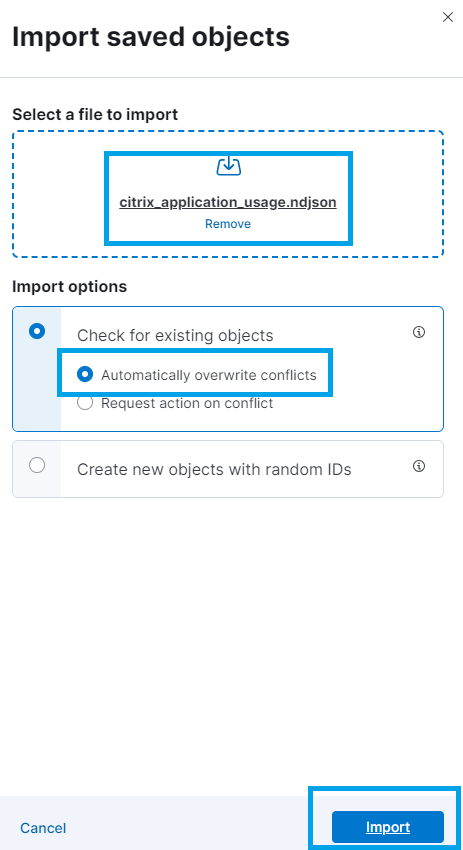 Import saved objects
Select a file to import
citrix_application_usage.ndjson
Remove
Import options
Check for existing objects
Automatically overwrite conflicts
Request action on conflict
Create new objects with random IDs
Cancel
Import